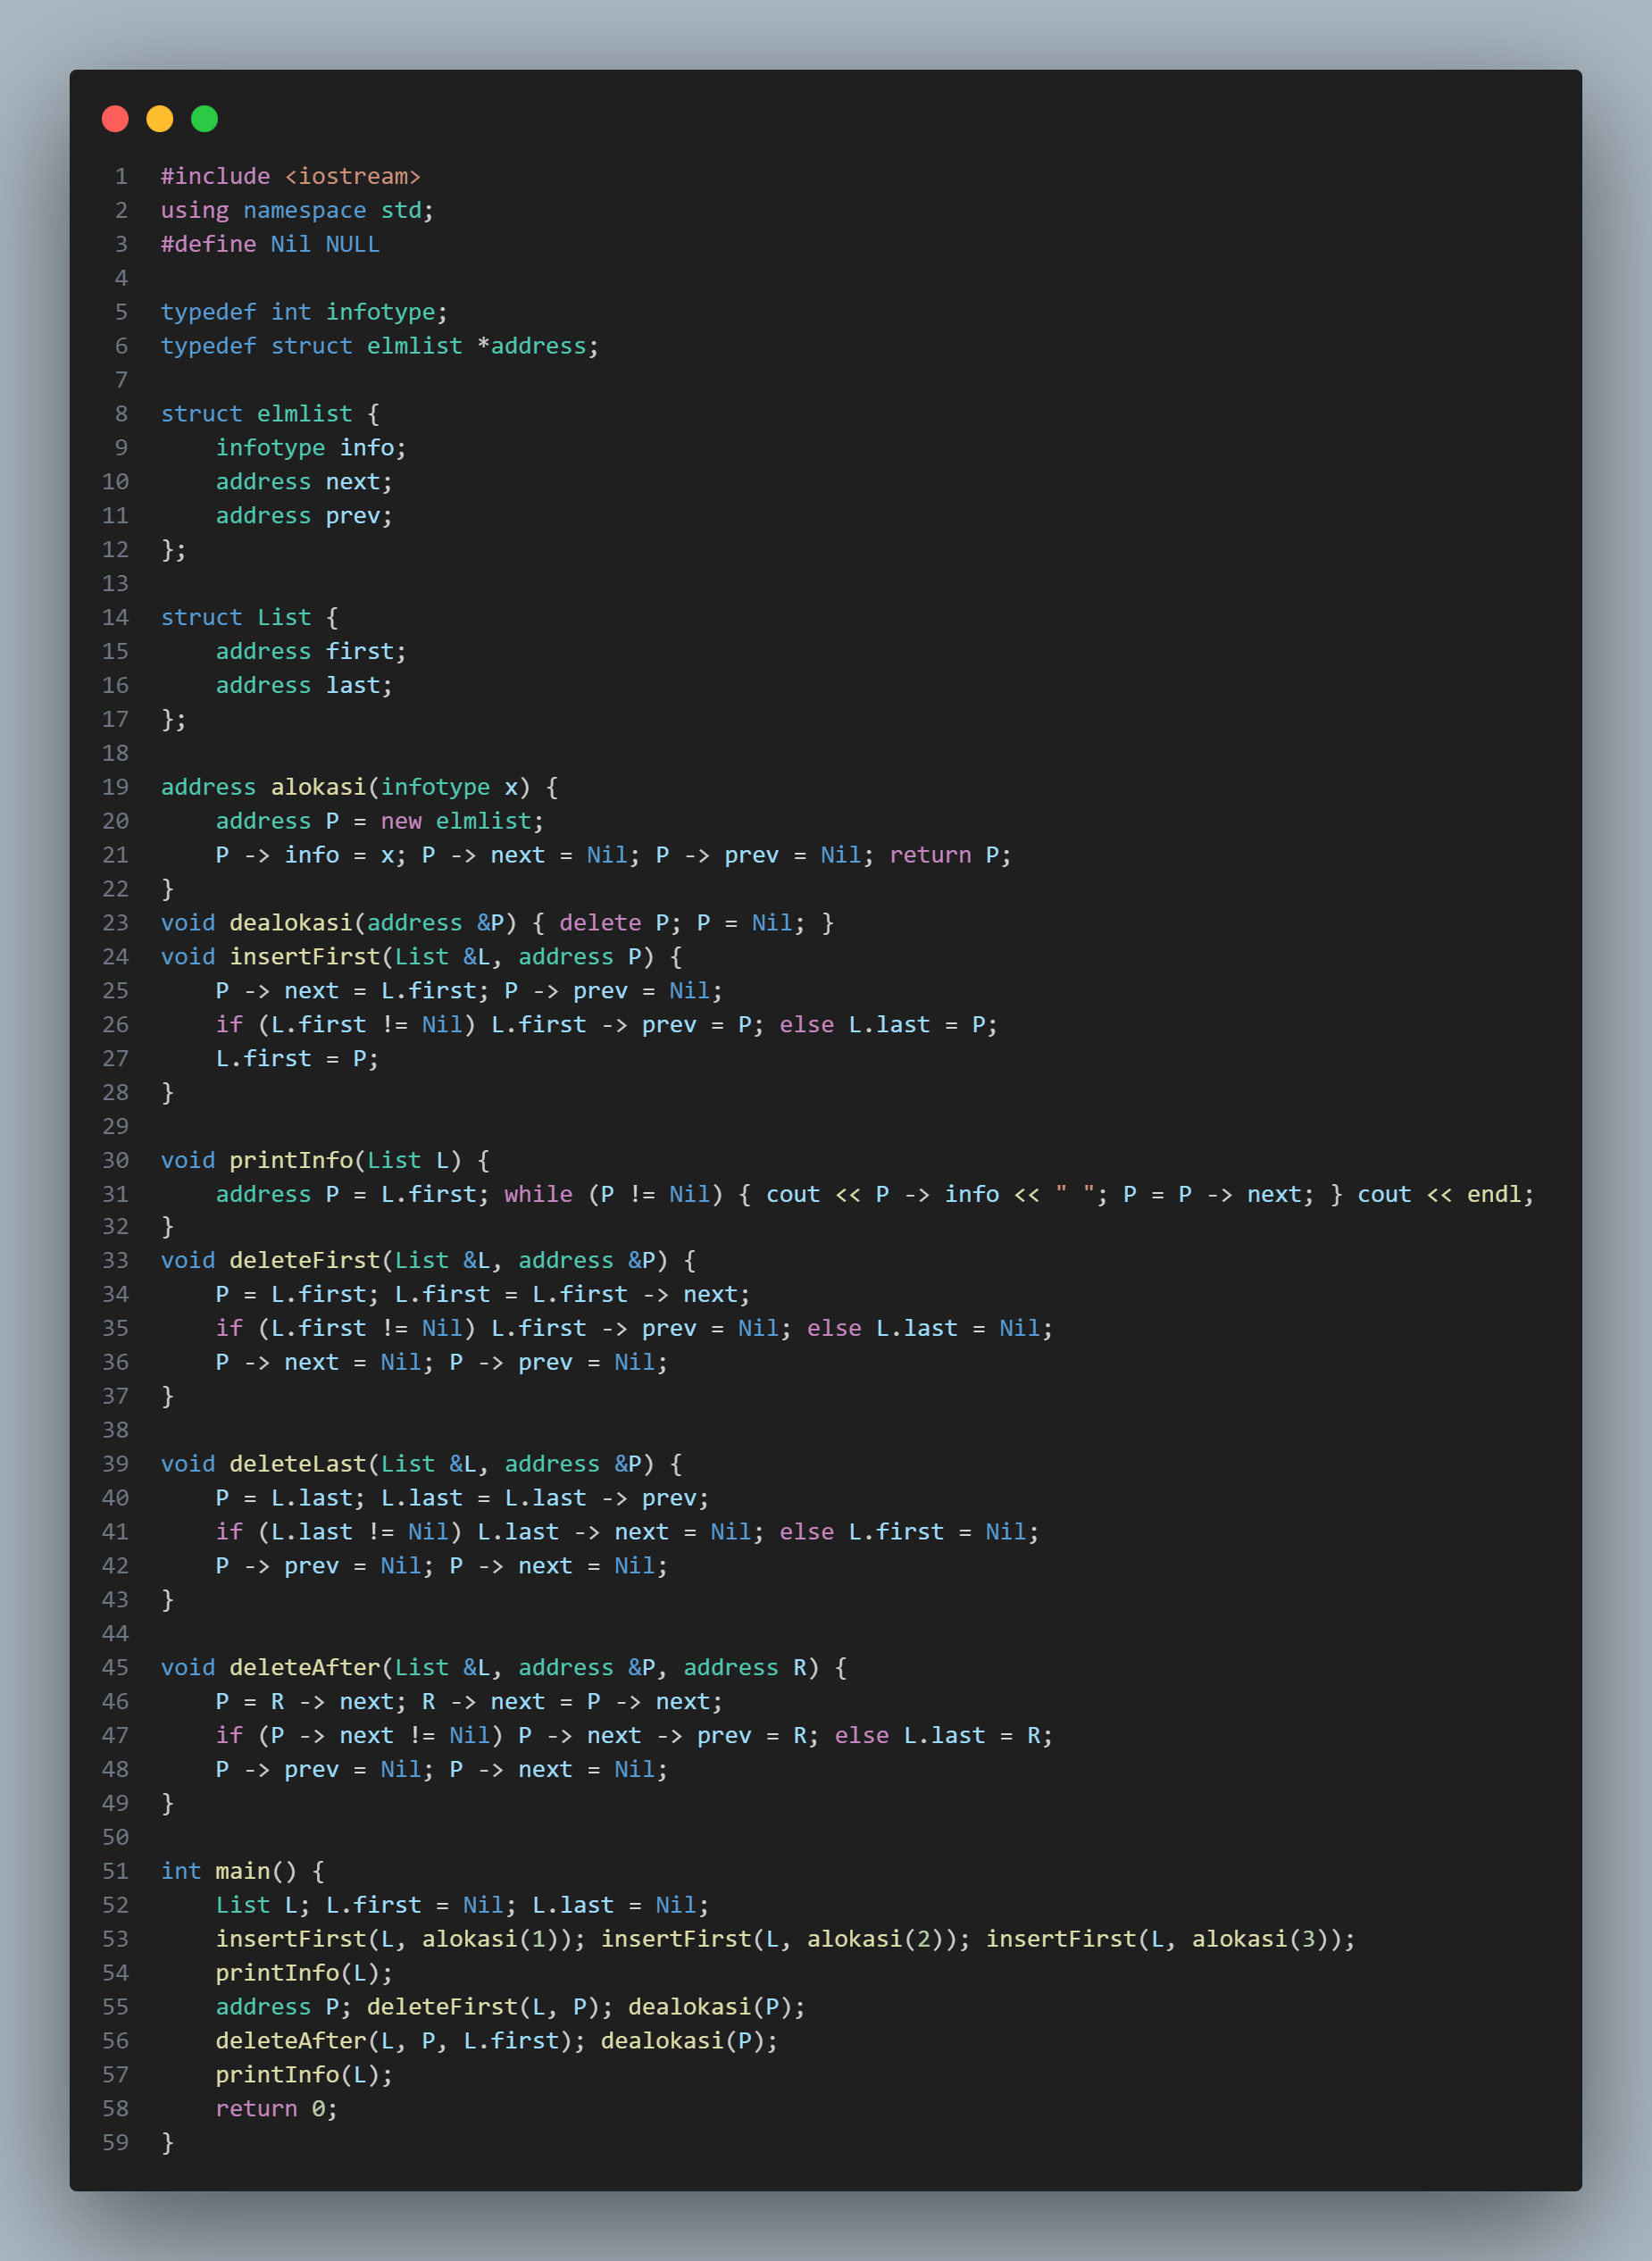 1 #include <iostream>
2 using namespace std;
3 #define Nil NULL
4
5 typedef int infotype;
6 typedef struct elmlist *address;
7
8 struct elmlist {
9     infotype info;
10     address next;
11     address prev;
12 };
13
14 struct List {
15     address first;
16     address last;
17 };
18
19 address alokasi(infotype x) {
20     address P = new elmlist;
21     P -> info = x; P -> next = Nil; P -> prev = Nil; return P;
22 }
23 void dealokasi(address &P) { delete P; P = Nil; }
24 void insertFirst(List &L, address P) {
25     P -> next = L.first; P -> prev = Nil;
26     if (L.first != Nil) L.first -> prev = P; else L.last = P;
27     L.first = P;
28 }
29
30 void printInfo(List L) {
31     address P = L.first; while (P != Nil) { cout << P -> info << " "; P = P -> next; } cout << endl;
32 }
33 void deleteFirst(List &L, address &P) {
34     P = L.first; L.first = L.first -> next;
35     if (L.first != Nil) L.first -> prev = Nil; else L.last = Nil;
36     P -> next = Nil; P -> prev = Nil;
37 }
38
39 void deleteLast(List &L, address &P) {
40     P = L.last; L.last = L.last -> prev;
41     if (L.last != Nil) L.last -> next = Nil; else L.first = Nil;
42     P -> prev = Nil; P -> next = Nil;
43 }
44
45 void deleteAfter(List &L, address &P, address R) {
46     P = R -> next; R -> next = P -> next;
47     if (P -> next != Nil) P -> next -> prev = R; else L.last = R;
48     P -> prev = Nil; P -> next = Nil;
49 }
50
51 int main() {
52     List L; L.first = Nil; L.last = Nil;
53     insertFirst(L, alokasi(1)); insertFirst(L, alokasi(2)); insertFirst(L, alokasi(3));
54     printInfo(L);
55     address P; deleteFirst(L, P); dealokasi(P);
56     deleteAfter(L, P, L.first); dealokasi(P);
57     printInfo(L);
58     return 0;
59 }